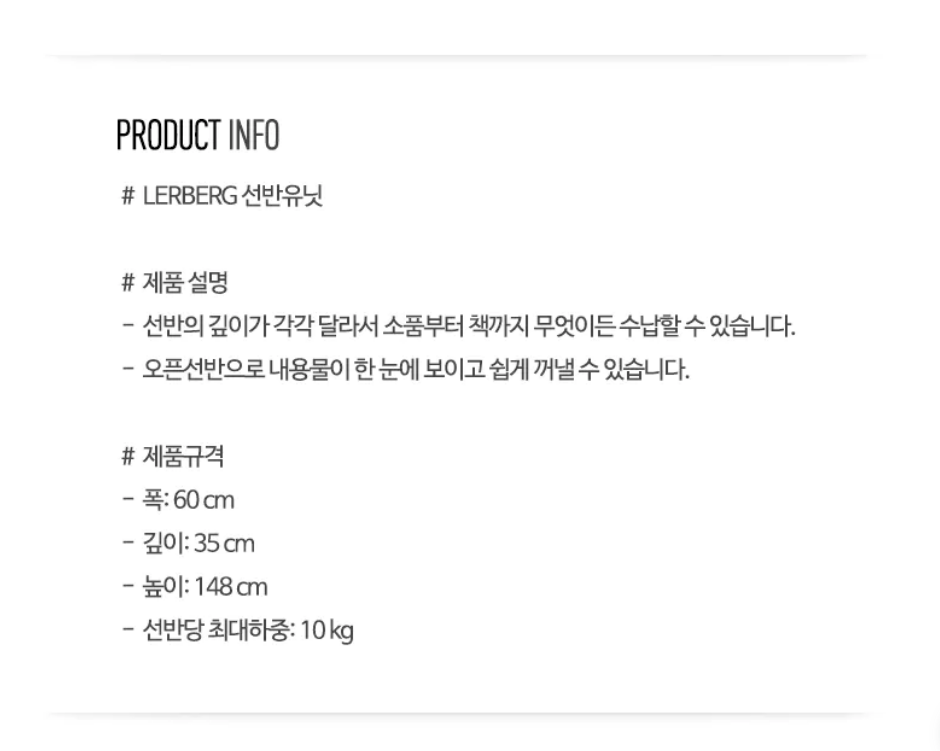 PRODUCT INFO
# LERBERG 선반유닛
# 제품 설명
- 선반의 깊이가 각각 달라서 소품부터 책까지 무엇이든 수납할 수 있습니다.
- 오픈선반으로 내용물이 한 눈에 보이고 쉽게 꺼낼 수 있습니다.
# 제품규격
- 폭: 60 cm
- 깊이: 35 cm
- 높이: 148 cm
- 선반당 최대하중: 10 kg